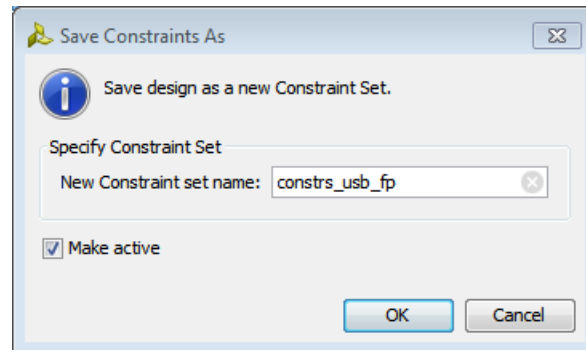 Save Constraints As
Save design as a new Constraint Set.
Specify Constraint Set
New Constraint set name: constrs_usb_fp
Make active
OK Cancel